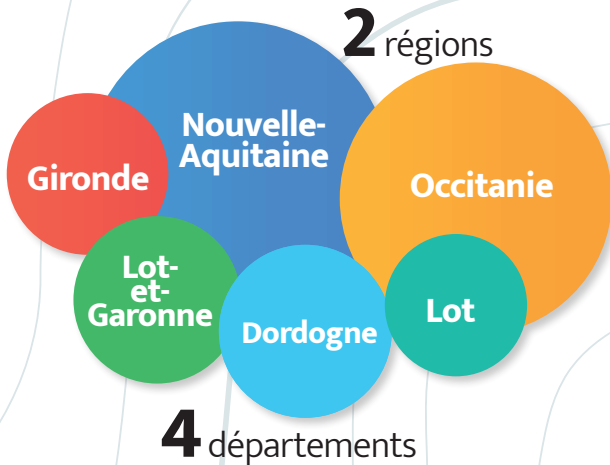 2 régions
Nouvelle-
Aquitaine
Occitanie
Gironde
Lot-
et-
Garonne
Dordogne
Lot
4 départements